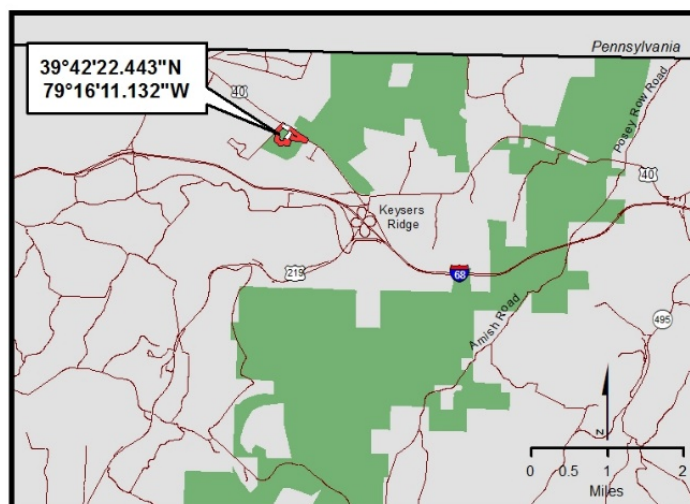 Pennsylvania
39°42'22.443"N
79°16'11.132"W
40
Posey Row Road
40
Keysers
Ridge
219
68
495
Amish Road
N
0 0.5 1 2
Miles